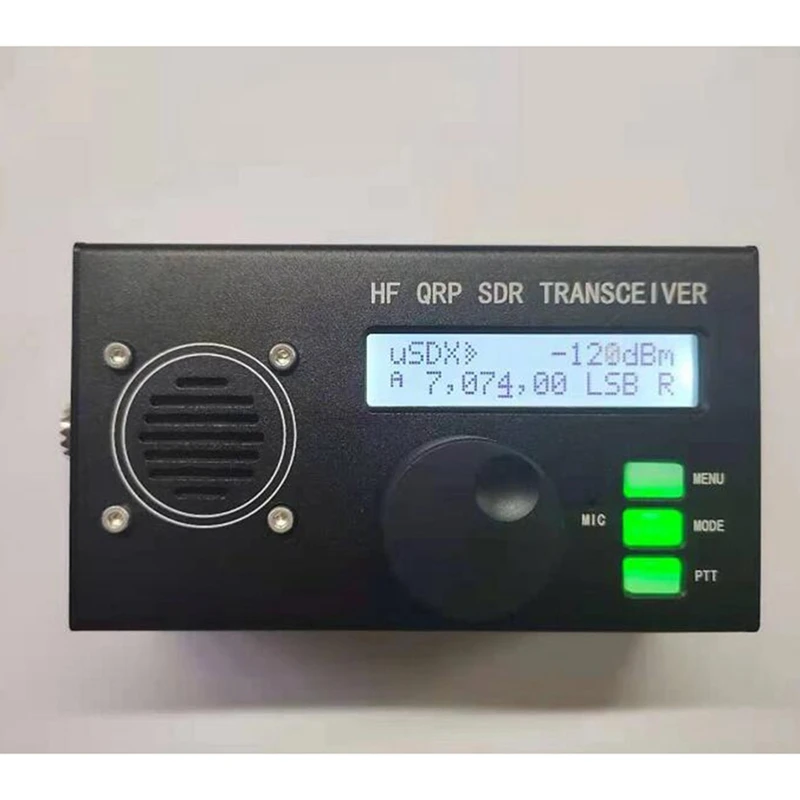 HF QRP SDR TRANSCEIVER
uSDX⪢ -120dBm
A 7,074,00 LSB R
MENU
MIC
MODE
PTT